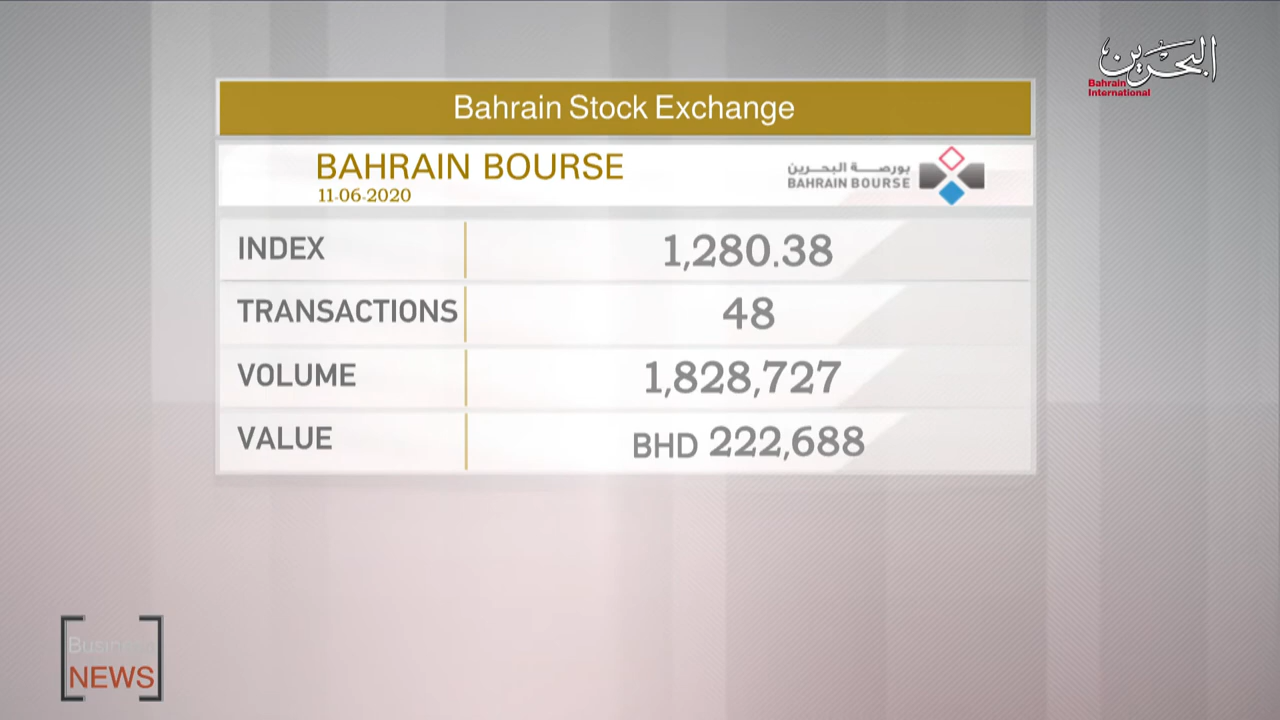 البحرين
Bahrain
International
Bahrain Stock Exchange
BAHRAIN BOURSE
11-06-2020
بورصة البحرين
BAHRAIN BOURSE
INDEX 1,280.38
TRANSACTIONS 48
VOLUME 1,828,727
VALUE BHD 222,688
NEWS